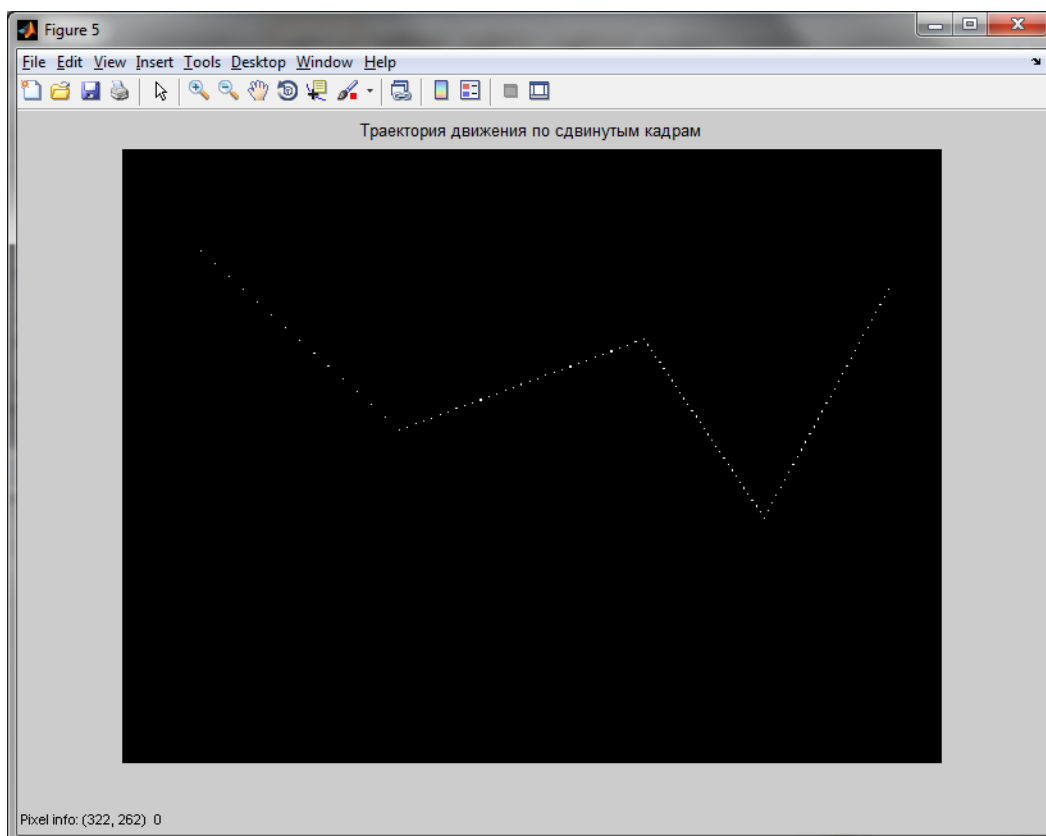 Figure 5
File Edit View Insert Tools Desktop Window Help
Траектория движения по сдвинутым кадрам
Pixel info: (322, 262) 0